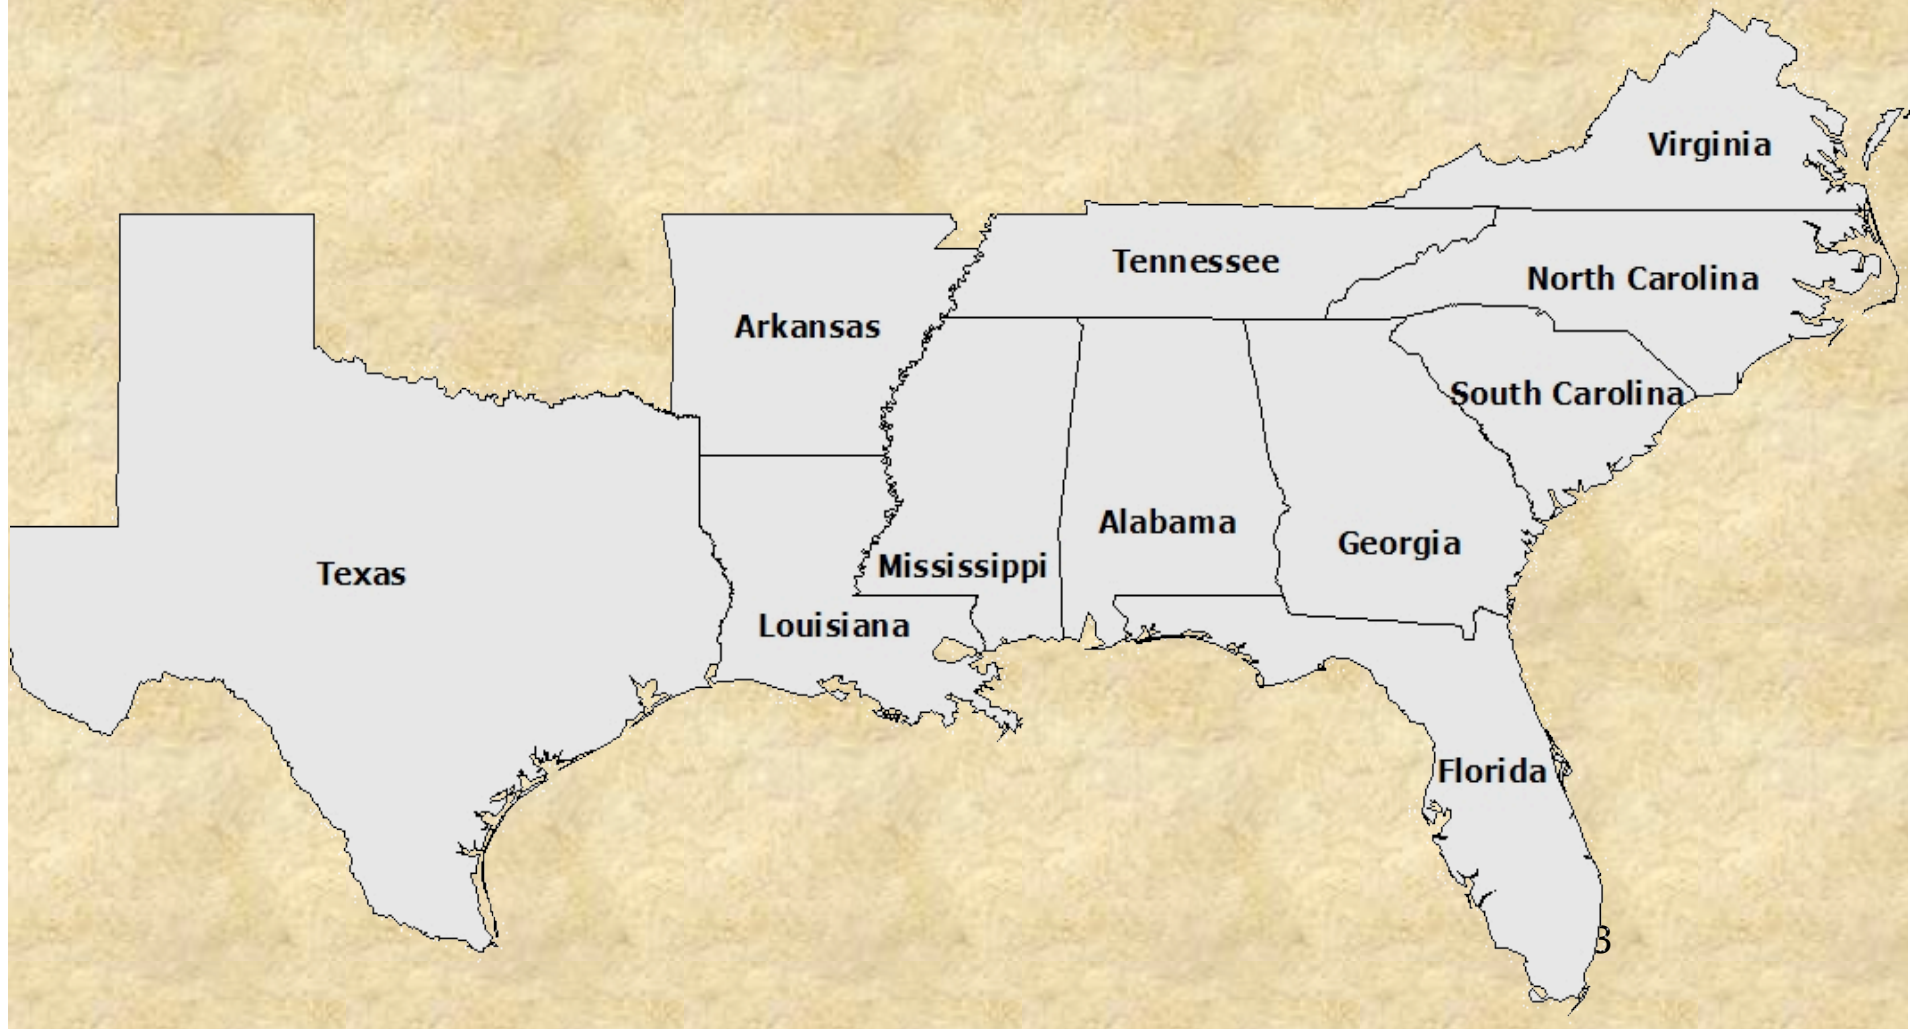 Virginia
Tennessee
North Carolina
Arkansas
South Carolina
Alabama
Georgia
Mississippi
Texas
Louisiana
Florida
3